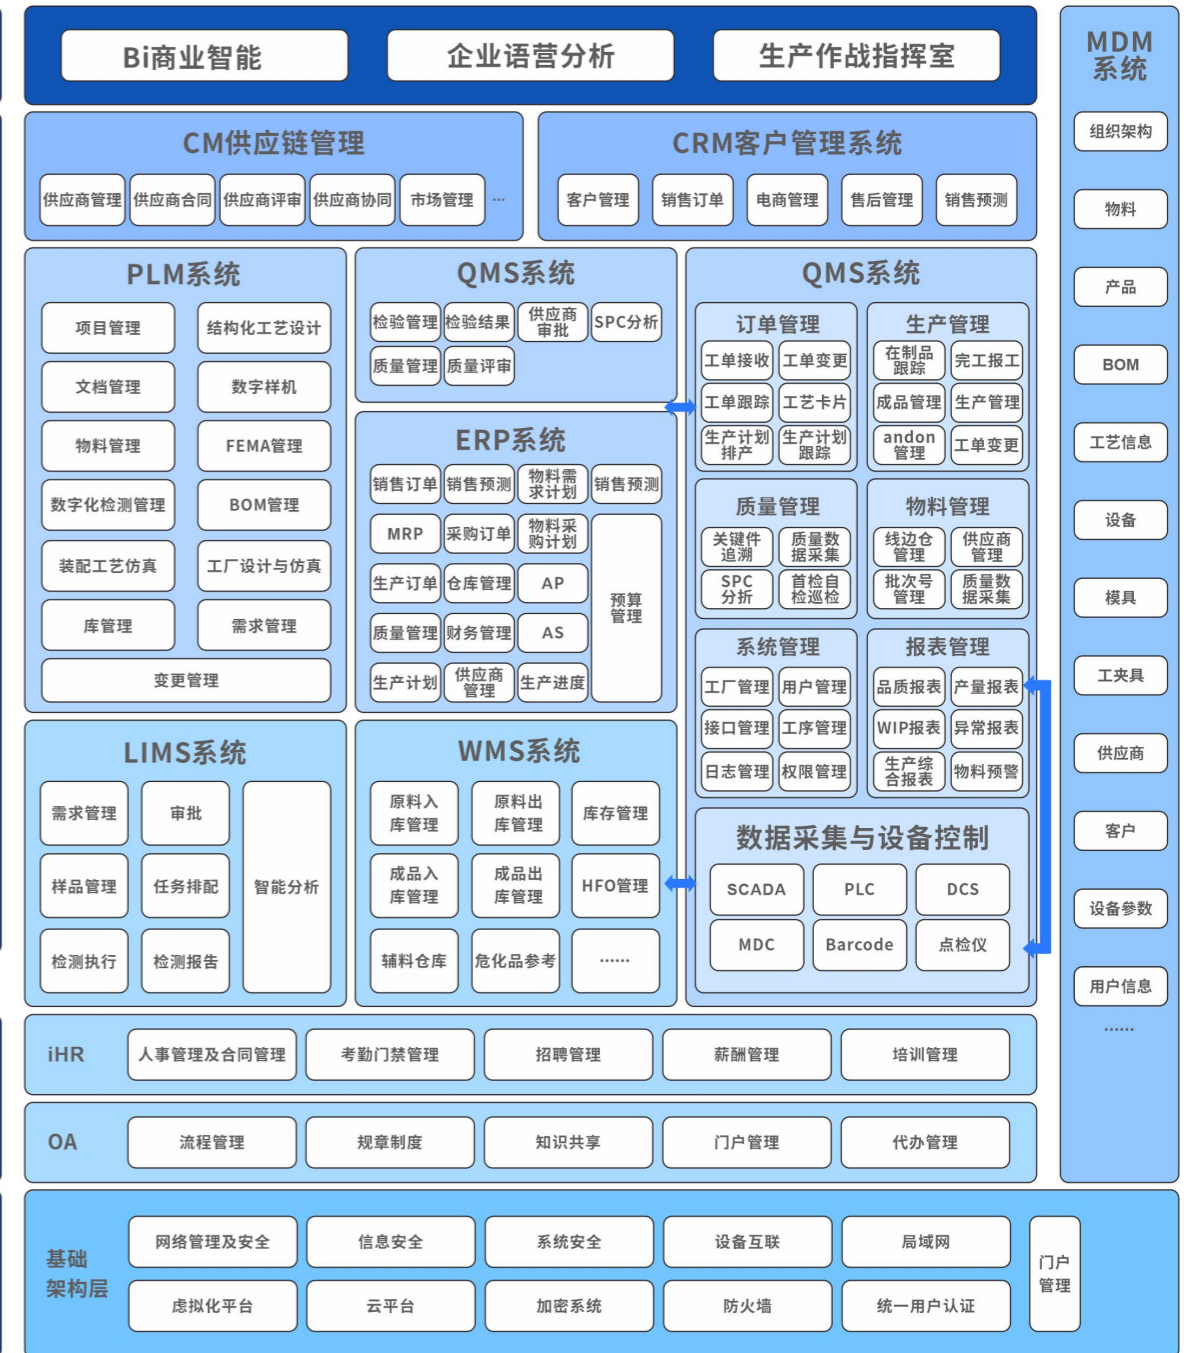 Bi商业智能
企业语营分析
生产作战指挥室
CM供应链管理
供应商管理
供应商合同
供应商评审
供应商协同
市场管理
...
CRM客户管理系统
客户管理
销售订单
电商管理
售后管理
销售预测
PLM系统
项目管理
结构化工艺设计
文档管理
数字样机
物料管理
FEMA管理
数字化检测管理
BOM管理
装配工艺仿真
工厂设计与仿真
库管理
需求管理
变更管理
QMS系统
检验管理
检验结果
供应商
审批
SPC分析
质量管理
质量评审
ERP系统
销售订单
销售预测
物料需
求计划
销售预测
MRP
采购订单
物料采
购计划
生产订单
仓库管理
AP
预算
管理
质量管理
财务管理
AS
生产计划
供应商
管理
生产进度
QMS系统
订单管理
工单接收
工单变更
工单跟踪
工艺卡片
生产计划
排产
生产计划
跟踪
生产管理
在制品
跟踪
完工报工
成品管理
生产管理
andon
管理
工单变更
质量管理
关键件
追溯
质量数
据采集
SPC
分折
首检自
检巡检
物料管理
线边仓
管理
供应商
管理
批次号
管理
质量数
据采集
系统管理
工厂管理
用户管理
接口管理
工序管理
日志管理
权限管理
报表管理
品质报表
产量报表
WIP报表
异常报表
生产综
合报表
物料预警
LIMS系统
需求管理
审批
样品管理
任务排配
检测执行
检测报告
智能分析
WMS系统
原料入
库管理
原料出
库管理
库存管理
成品入
库管理
成品出
库管理
HFO管理
辅料仓库
危化品参考
......
数据采集与设备控制
SCADA
PLC
DCS
MDC
Barcode
点检仪
iHR
人事管理及合同管理
考勤门禁管理
招聘管理
薪酬管理
培训管理
OA
流程管理
规章制度
知识共享
门户管理
代办管理
基础
架构层
网络管理及安全
信息安全
系统安全
设备互联
局域网
虚拟化平台
云平台
加密系统
防火墙
统一用户认证
门户
管理
MDM
系统
组织架构
物料
产品
BOM
工艺信息
设备
模具
工夹具
供应商
客户
设备参数
用户信息
......